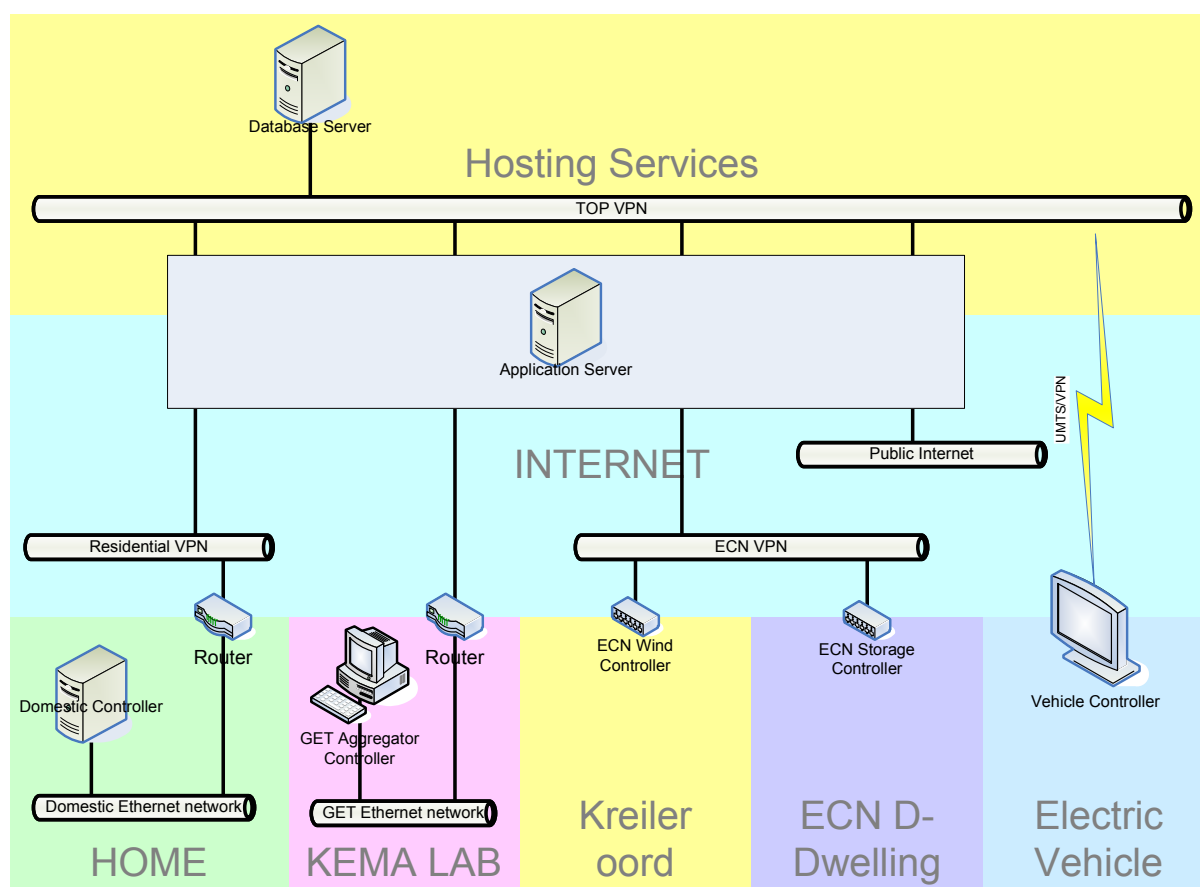 Database Server
Hosting Services
TOP VPN
Application Server
UMTS/VPN
Public Internet
INTERNET
Residential VPN
ECN VPN
Router
Router
ECN Wind
Controller
ECN Storage
Controller
Domestic Controller
GET Aggregator
Controller
Vehicle Controller
Domestic Ethernet network
GET Ethernet network
HOME
KEMA LAB
Kreiler
oord
ECN D-
Dwelling
Electric
Vehicle